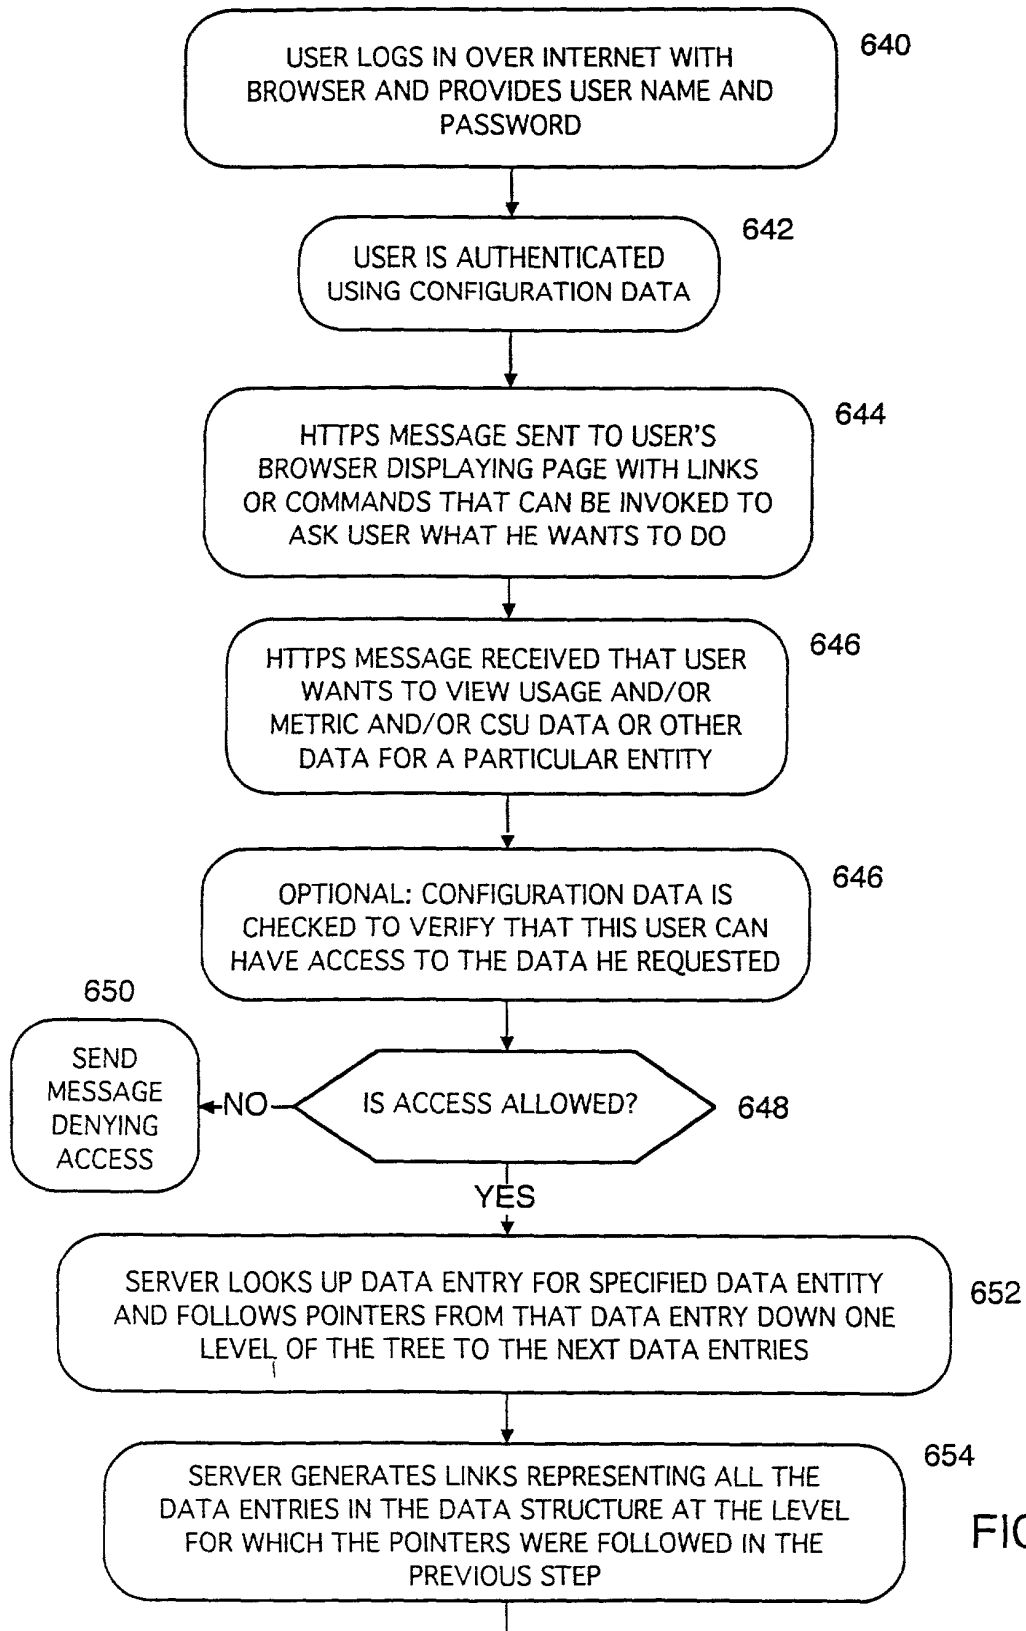 USER LOGS IN OVER INTERNET WITH
BROWSER AND PROVIDES USER NAME AND
PASSWORD
640
USER IS AUTHENTICATED
USING CONFIGURATION DATA
642
HTTPS MESSAGE SENT TO USER'S
BROWSER DISPLAYING PAGE WITH LINKS
OR COMMANDS THAT CAN BE INVOKED TO
ASK USER WHAT HE WANTS TO DO
644
HTTPS MESSAGE RECEIVED THAT USER
WANTS TO VIEW USAGE AND/OR
METRIC AND/OR CSU DATA OR OTHER
DATA FOR A PARTICULAR ENTITY
646
OPTIONAL: CONFIGURATION DATA IS
CHECKED TO VERIFY THAT THIS USER CAN
HAVE ACCESS TO THE DATA HE REQUESTED
646
650
SEND
MESSAGE
DENYING
ACCESS
NO
IS ACCESS ALLOWED?
648
YES
SERVER LOOKS UP DATA ENTRY FOR SPECIFIED DATA ENTITY
AND FOLLOWS POINTERS FROM THAT DATA ENTRY DOWN ONE
LEVEL OF THE TREE TO THE NEXT DATA ENTRIES
652
SERVER GENERATES LINKS REPRESENTING ALL THE
DATA ENTRIES IN THE DATA STRUCTURE AT THE LEVEL
FOR WHICH THE POINTERS WERE FOLLOWED IN THE
PREVIOUS STEP
654